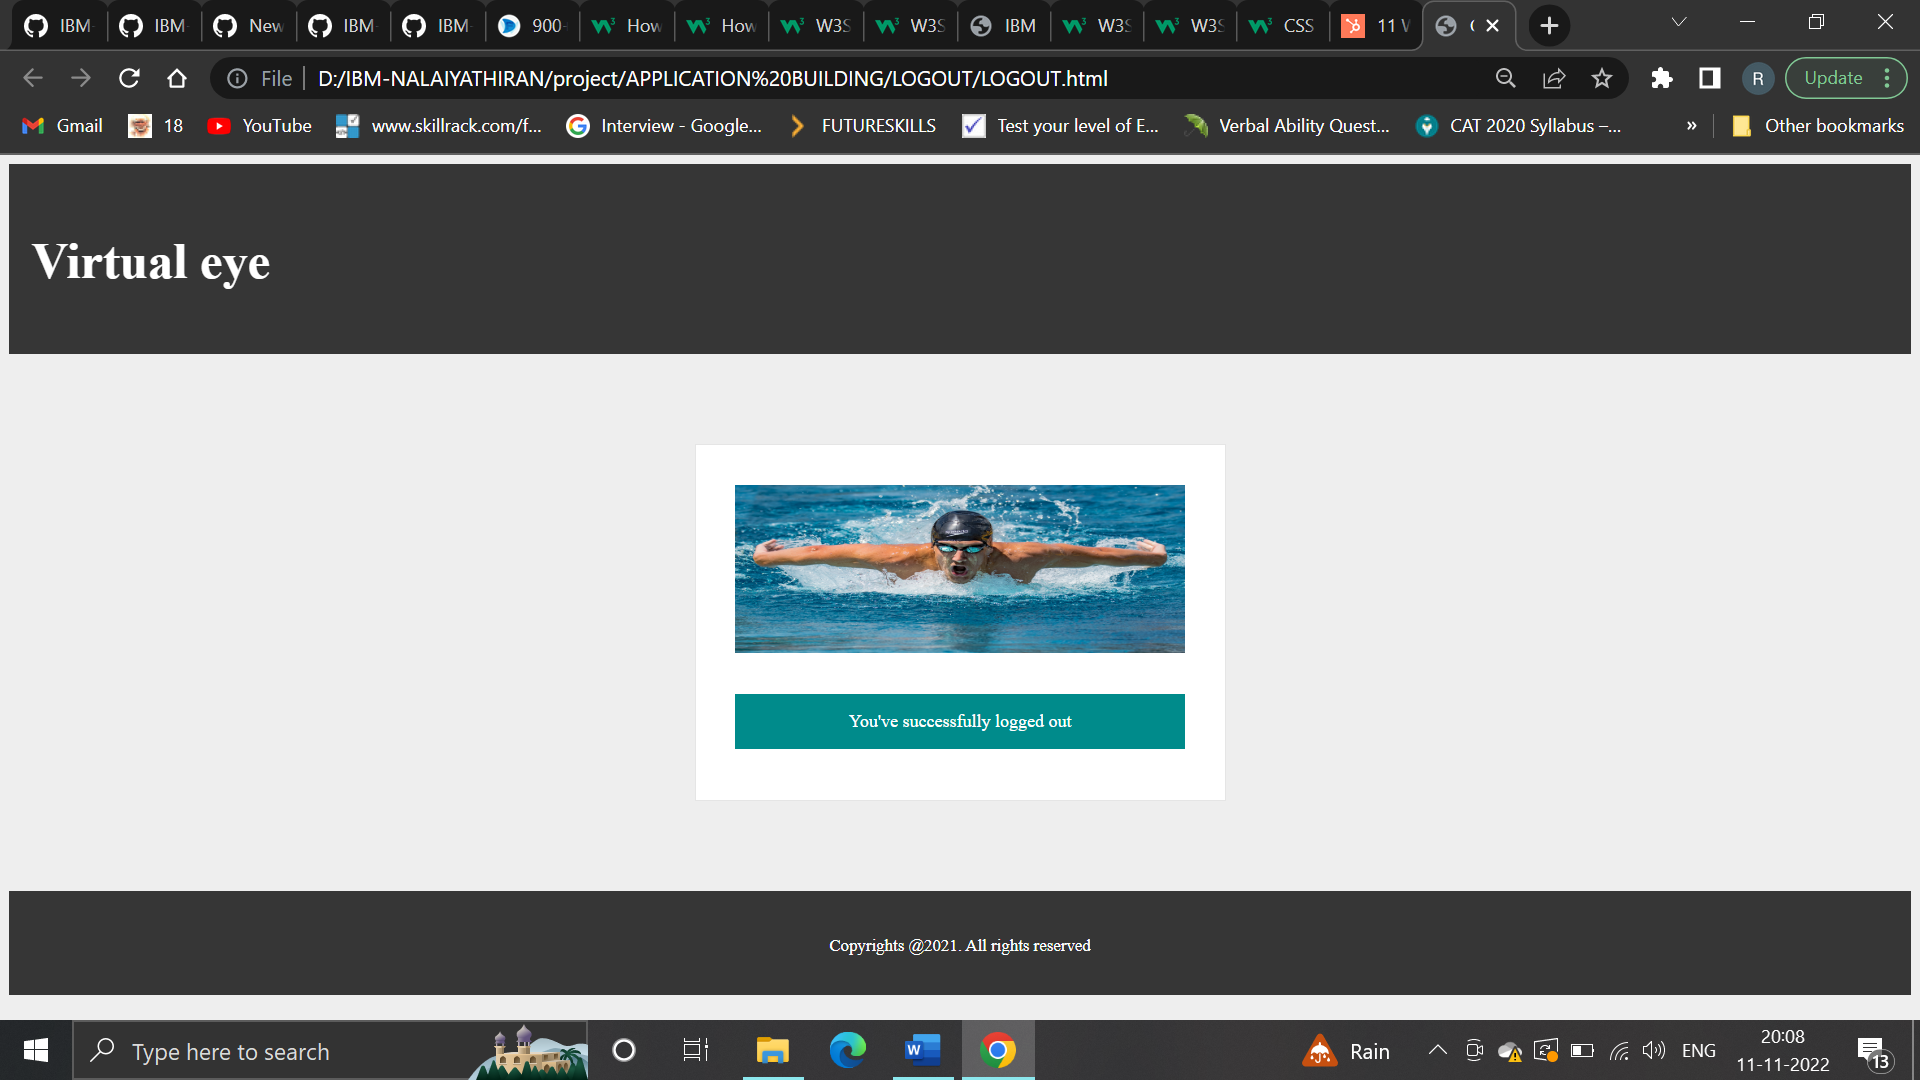 IBM- IBM- New IBM- IBM- 900- How How W3S W3S IBM W3S W3S CSS 11 W
File D:/IBM-NALAIYATHIRAN/project/APPLICATION%20BUILDING/LOGOUT/LOGOUT.html R Update
Gmail 18 YouTube www.skillrack.com/f... Interview - Google... FUTURESKILLS Test your level of E... Verbal Ability Quest... CAT 2020 Syllabus –... » Other bookmarks
Virtual eye
You've successfully logged out
Copyrights @2021. All rights reserved
Type here to search Rain ENG 20:08
11-11-2022 13